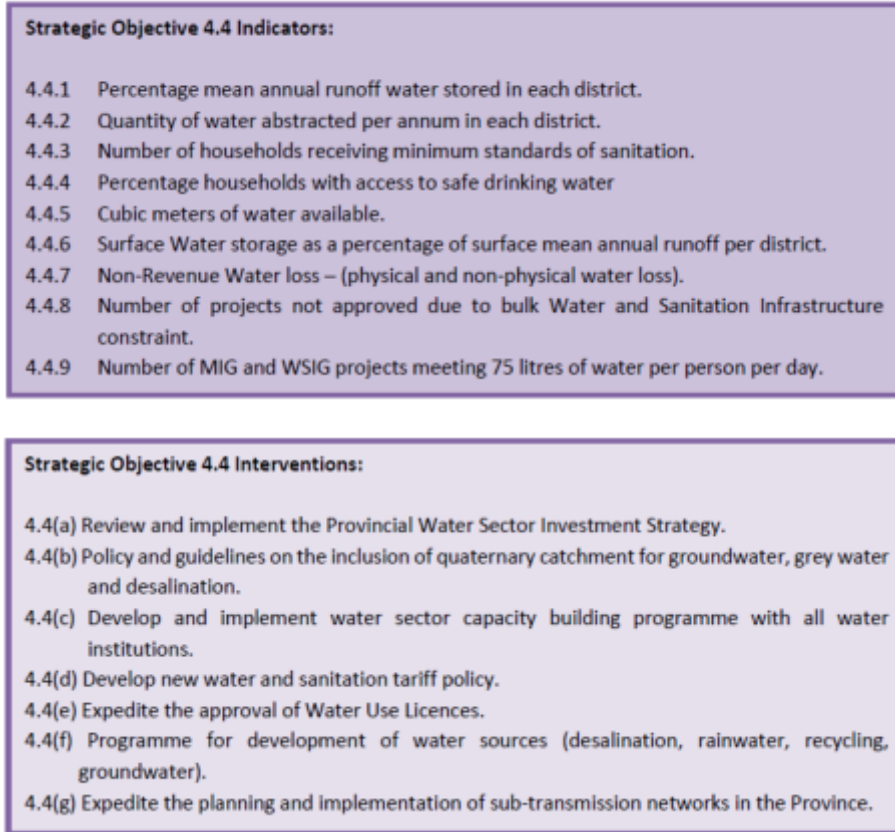 Strategic Objective 4.4 Indicators:
4.4.1 Percentage mean annual runoff water stored in each district.
4.4.2 Quantity of water abstracted per annum in each district.
4.4.3 Number of households receiving minimum standards of sanitation.
4.4.4 Percentage households with access to safe drinking water
4.4.5 Cubic meters of water available.
4.4.6 Surface Water storage as a percentage of surface mean annual runoff per district.
4.4.7 Non-Revenue Water loss – (physical and non-physical water loss).
4.4.8 Number of projects not approved due to bulk Water and Sanitation Infrastructure
constraint.
4.4.9 Number of MIG and WSIG projects meeting 75 litres of water per person per day.
Strategic Objective 4.4 Interventions:
4.4(a) Review and implement the Provincial Water Sector Investment Strategy.
4.4(b) Policy and guidelines on the inclusion of quaternary catchment for groundwater, grey water
and desalination.
4.4(c) Develop and implement water sector capacity building programme with all water
institutions.
4.4(d) Develop new water and sanitation tariff policy.
4.4(e) Expedite the approval of Water Use Licences.
4.4(f) Programme for development of water sources (desalination, rainwater, recycling,
groundwater).
4.4(g) Expedite the planning and implementation of sub-transmission networks in the Province.